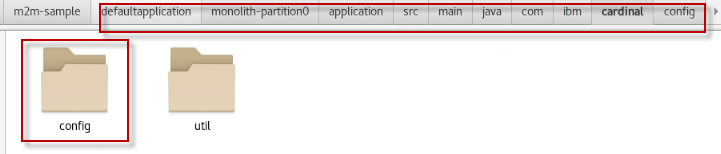 m2m-sample defaultapplication monolith-partition0 application src main java com ibm cardinal config
config util